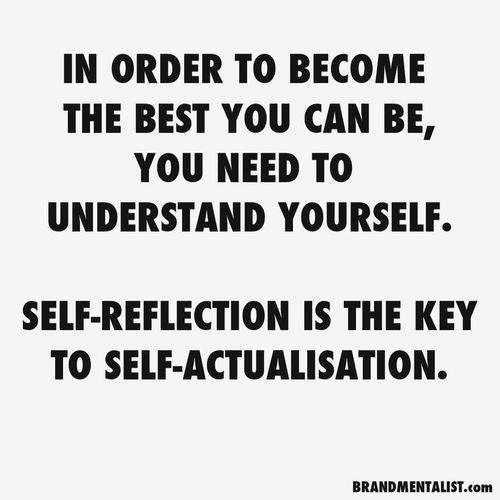 IN ORDER TO BECOME
THE BEST YOU CAN BE,
YOU NEED TO
UNDERSTAND YOURSELF.
SELF-REFLECTION IS THE KEY
TO SELF-ACTUALISATION.
BRANDMENTALIST.com